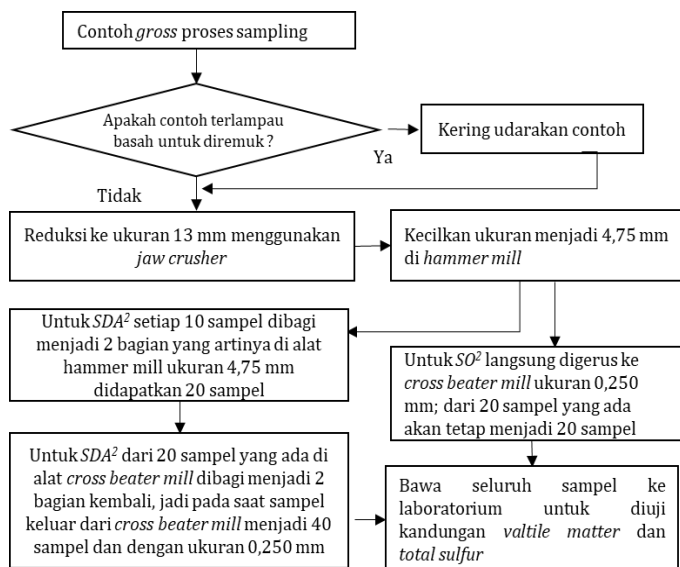 Contoh gross proses sampling
Apakah contoh terlampau
basah untuk diremuk ?
Ya
Kering udarakan contoh
Tidak
Reduksi ke ukuran 13 mm menggunakan
jaw crusher
Kecilkan ukuran menjadi 4,75 mm
di hammer mill
Untuk SDA² setiap 10 sampel dibagi
menjadi 2 bagian yang artinya di alat
hammer mill ukuran 4,75 mm
didapatkan 20 sampel
Untuk SO² langsung digerus ke
cross beater mill ukuran 0,250
mm; dari 20 sampel yang ada
akan tetap menjadi 20 sampel
Untuk SDA² dari 20 sampel yang ada di
alat cross beater mill dibagi menjadi 2
bagian kembali, jadi pada saat sampel
keluar dari cross beater mill menjadi 40
sampel dan dengan ukuran 0,250 mm
Bawa seluruh sampel ke
laboratorium untuk diuji
kandungan valtile matter dan
total sulfur